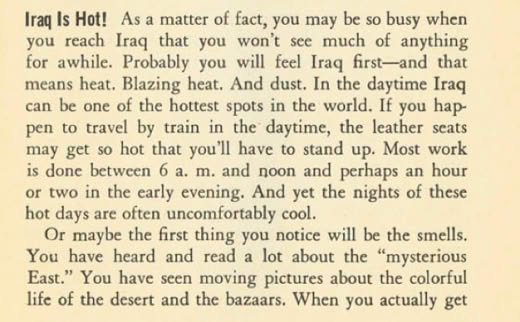 Iraq Is Hot! As a matter of fact, you may be so busy when
you reach Iraq that you won't see much of anything
for awhile. Probably you will feel Iraq first—and that
means heat. Blazing heat. And dust. In the daytime Iraq
can be one of the hottest spots in the world. If you hap-
pen to travel by train in the daytime, the leather seats
may get so hot that you'll have to stand up. Most work
is done between 6 a. m. and noon and perhaps an hour
or two in the early evening. And yet the nights of these
hot days are often uncomfortably cool.
Or maybe the first thing you notice will be the smells.
You have heard and read a lot about the “mysterious
East.” You have seen moving pictures about the colorful
life of the desert and the bazaars. When you actually get